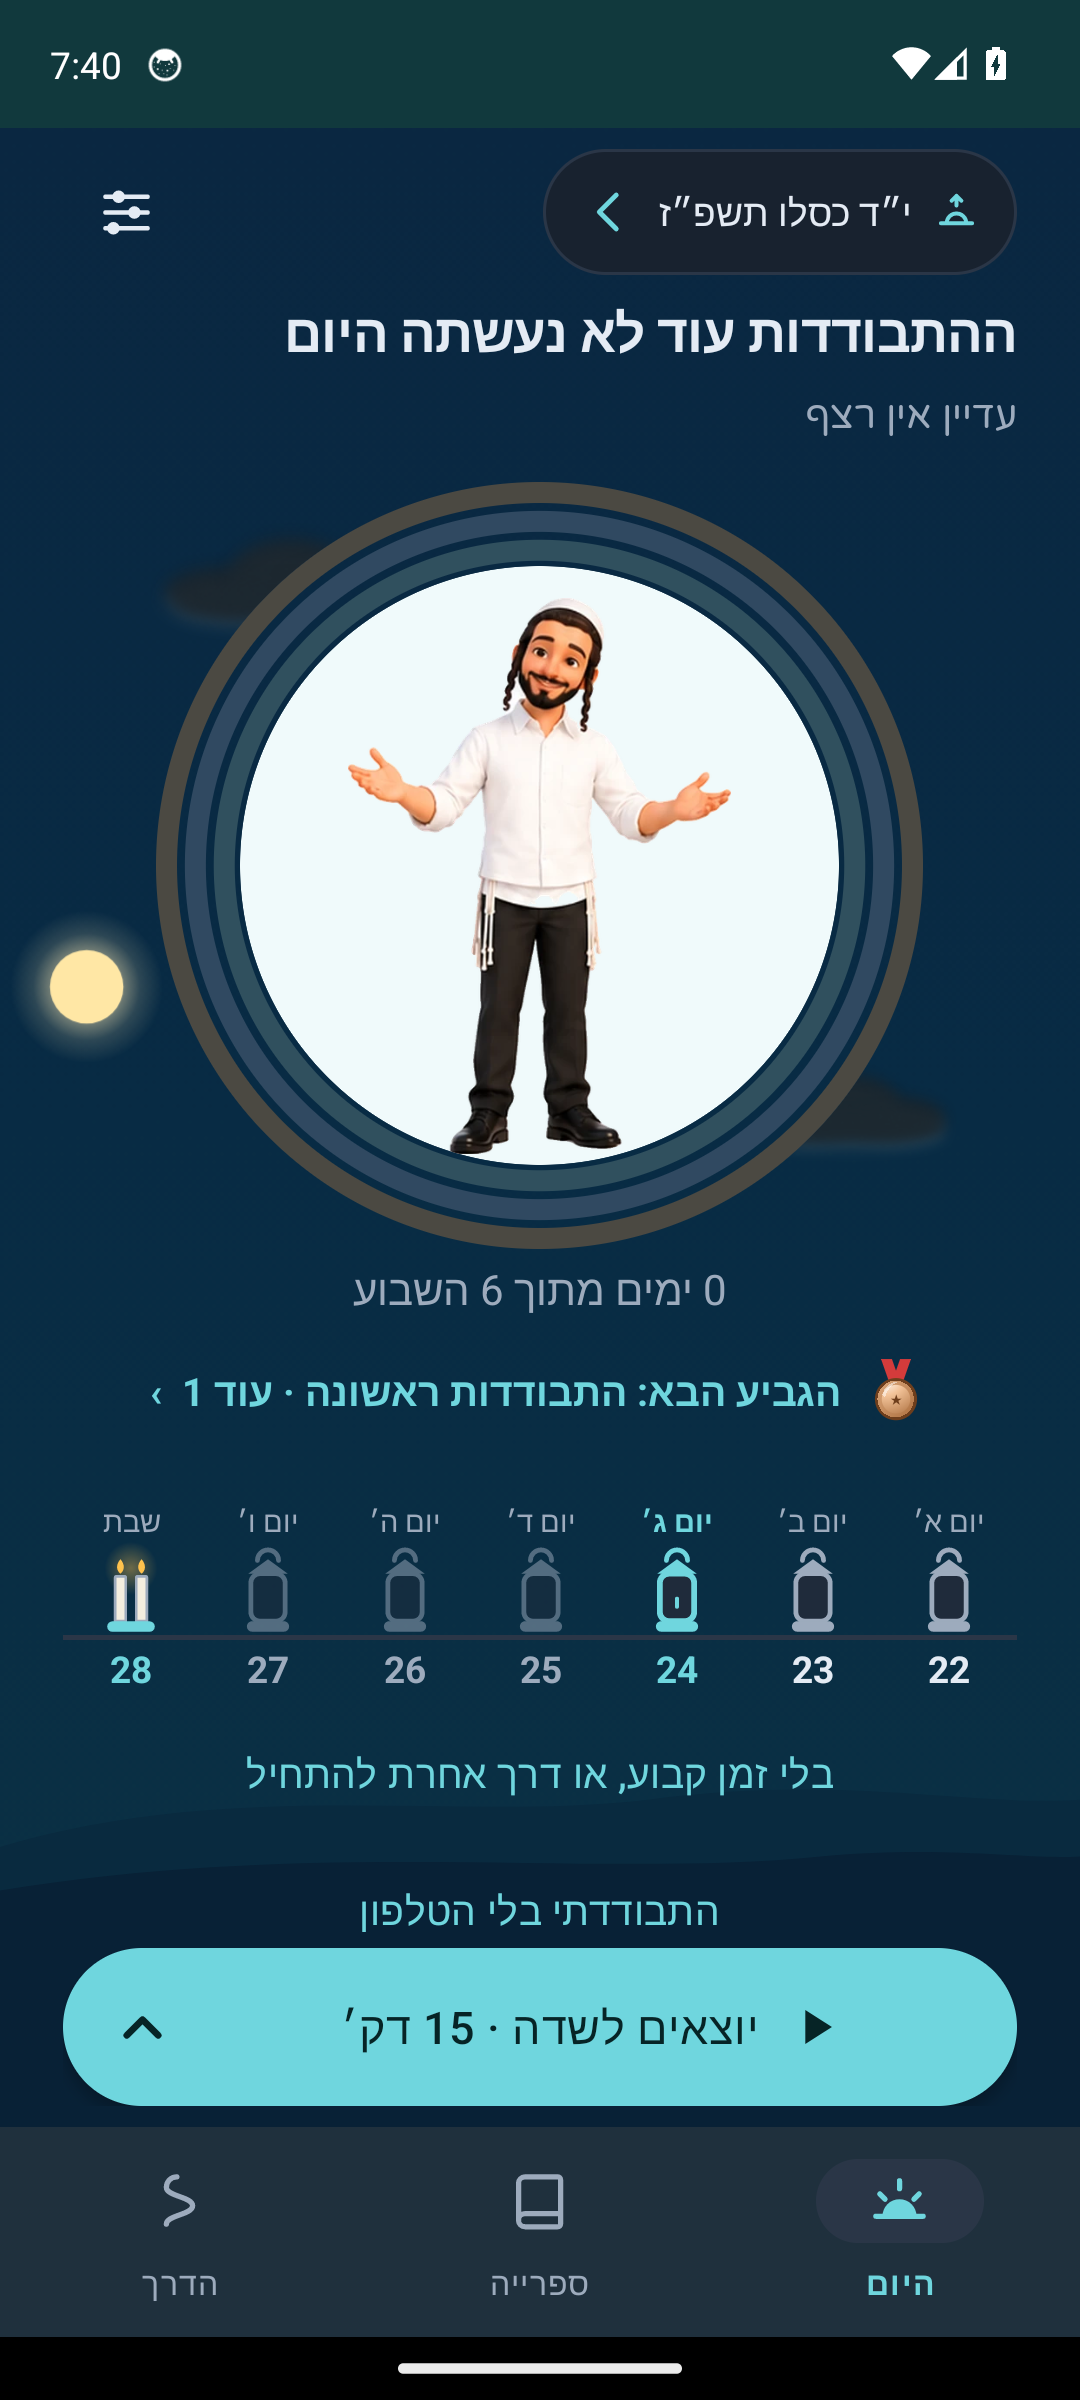 7:40
י״ד כסלו תשפ״ז
ההתבודדות עוד לא נעשתה היום
עדיין אין רצף
0 ימים מתוך 6 השבוע
הגביע הבא: התבודדות ראשונה · עוד 1 ›
יום א׳ יום ב׳ יום ג׳ יום ד׳ יום ה׳ יום ו׳ שבת
22 23 24 25 26 27 28
בלי זמן קבוע, או דרך אחרת להתחיל
התבודדתי בלי הטלפון
יוצאים לשדה · 15 דק׳
היום ספרייה הדרך